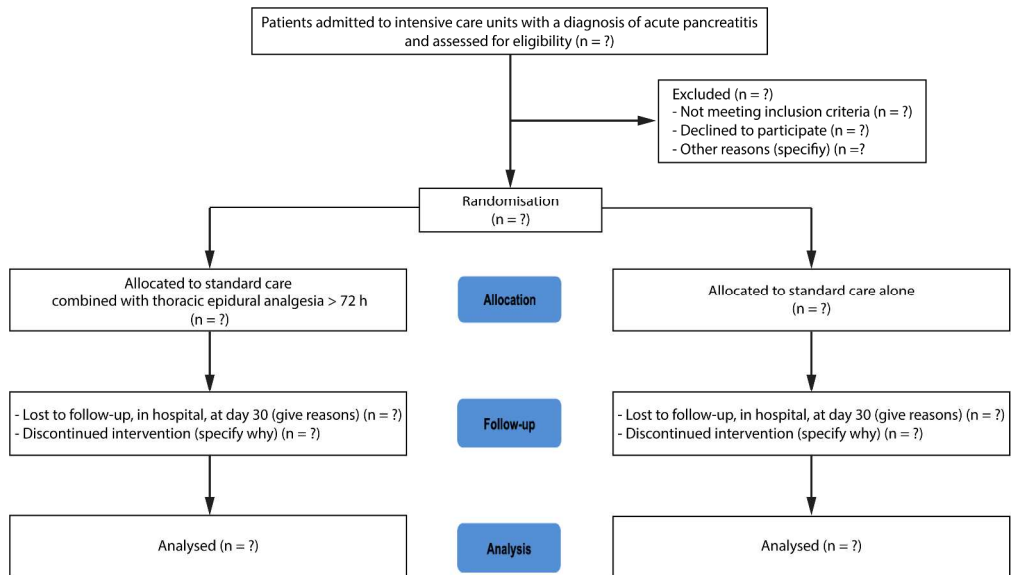 Patients admitted to intensive care units with a diagnosis of acute pancreatitis
and assessed for eligibility (n = ?)
Excluded (n = ?)
- Not meeting inclusion criteria (n = ?)
- Declined to participate (n = ?)
- Other reasons (specifiy) (n =?
Randomisation
(n = ?)
Allocated to standard care
combined with thoracic epidural analgesia > 72 h
(n = ?)
Allocation
Allocated to standard care alone
(n = ?)
- Lost to follow-up, in hospital, at day 30 (give reasons) (n = ?)
- Discontinued intervention (specify why) (n = ?)
Follow-up
- Lost to follow-up, in hospital, at day 30 (give reasons) (n = ?)
- Discontinued intervention (specify why) (n = ?)
Analysed (n = ?)
Analysis
Analysed (n = ?)